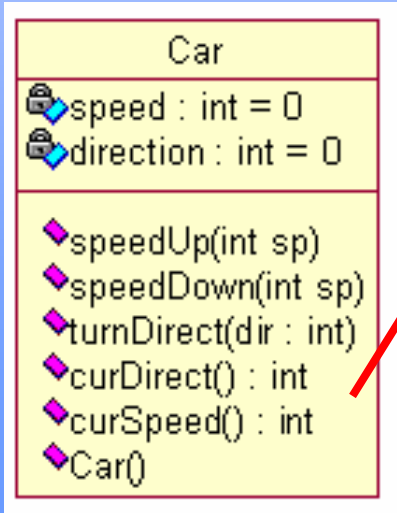 Car
speed : int = 0
direction : int = 0
speedUp(int sp)
speedDown(int sp)
turnDirect(dir : int)
curDirect() : int
curSpeed() : int
Car()